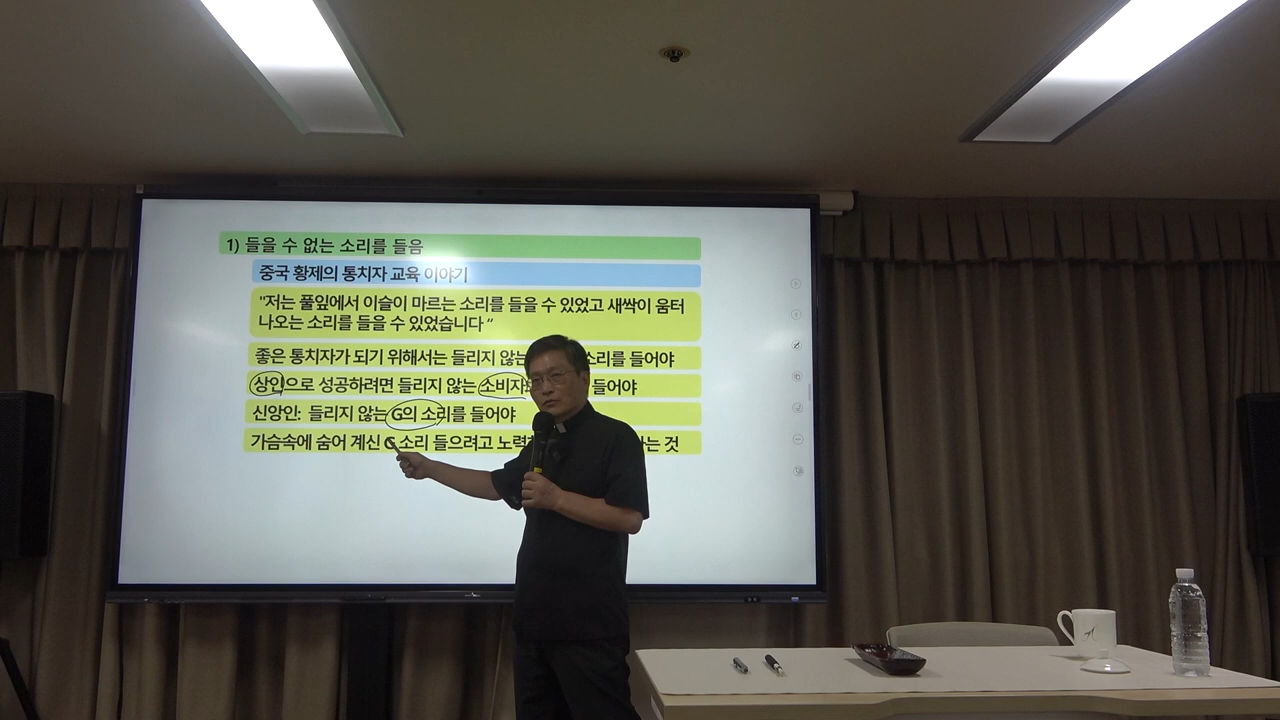 1) 들을 수 없는 소리를 들음
중국 황제의 통치자 교육 이야기
"저는 풀잎에서 이슬이 마르는 소리를 들을 수 있었고 새싹이 움터
나오는 소리를 들을 수 있었습니다 "
좋은 통치자가 되기 위해서는 들리지 않는 소리를 들어야
상인으로 성공하려면 들리지 않는 소비자의 들어야
신앙인: 들리지 않는 G의 소리를 들어야
가슴속에 숨어 계신 G 소리 들으려고 는 것